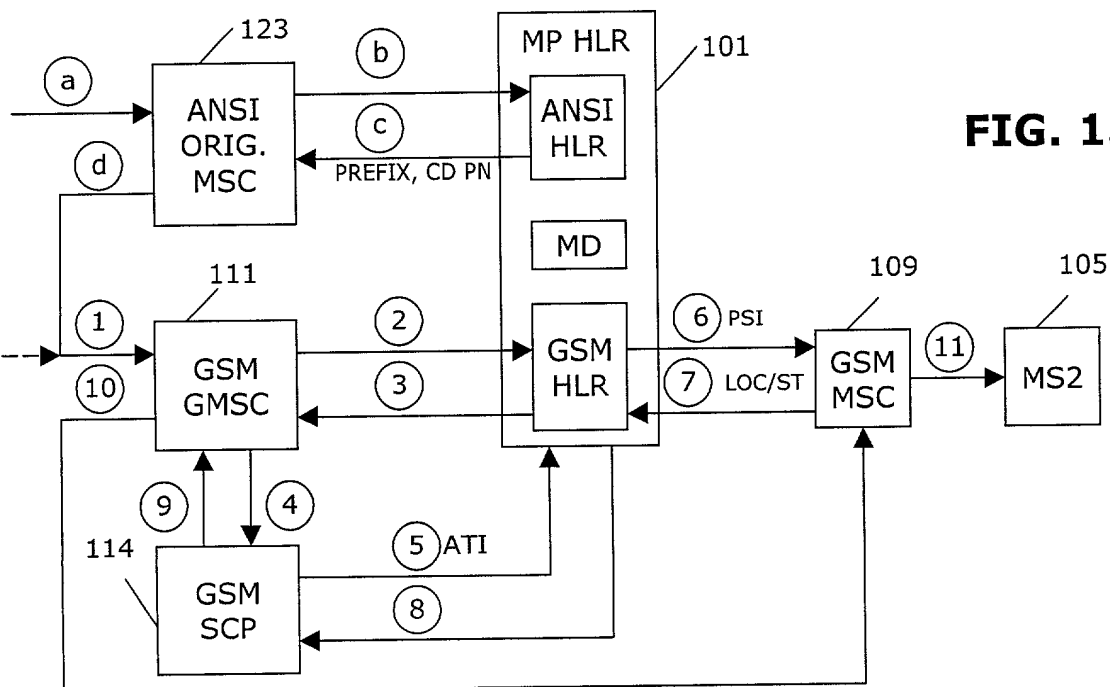 123
MP HLR
101
a
b
ANSI
ORIG.
MSC
ANSI
HLR
c
PREFIX, CD PN
d
FIG. 1
MD
111
109
105
1
2
6 PSI
GSM
GMSC
GSM
HLR
GSM
MSC
11
MS2
10
3
7 LOC/ST
9
4
114
5 ATI
GSM
SCP
8